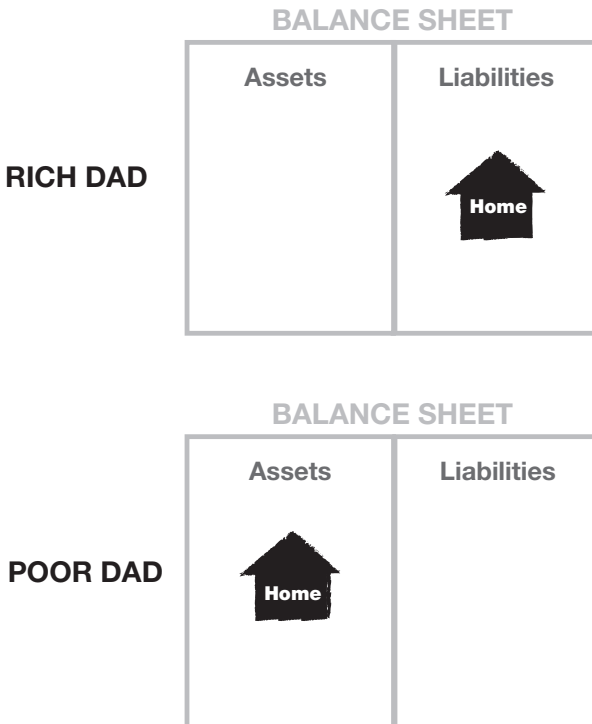 BALANCE SHEET
Assets Liabilities
RICH DAD
Home
BALANCE SHEET
Assets Liabilities
POOR DAD
Home